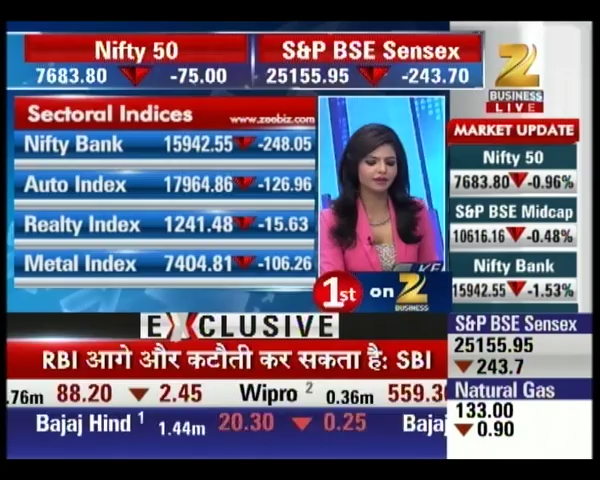 Nifty 50
7683.80 -75.00
S&P BSE Sensex
25155.95 -243.70
Z
BUSINESS
LIVE
Sectoral Indices www.zeebiz.com
Nifty Bank 15942.55 -248.05
Auto Index 17964.86 -126.96
Realty Index 1241.48 -15.63
Metal Index 7404.81 -106.26
MARKET UPDATE
Nifty 50
7683.80 -0.96%
S&P BSE Midcap
10616.16 -0.48%
Nifty Bank
15942.55 -1.53%
1st on Z
BUSINESS
EXCLUSIVE
RBI आगे और कटौती कर सकता है: SBI
S&P BSE Sensex
25155.95
243.7
Natural Gas
133.00
0.90
.76m 88.20 2.45 Wipro 2 0.36m 559.3
Bajaj Hind 1 1.44m 20.30 0.25 Baja